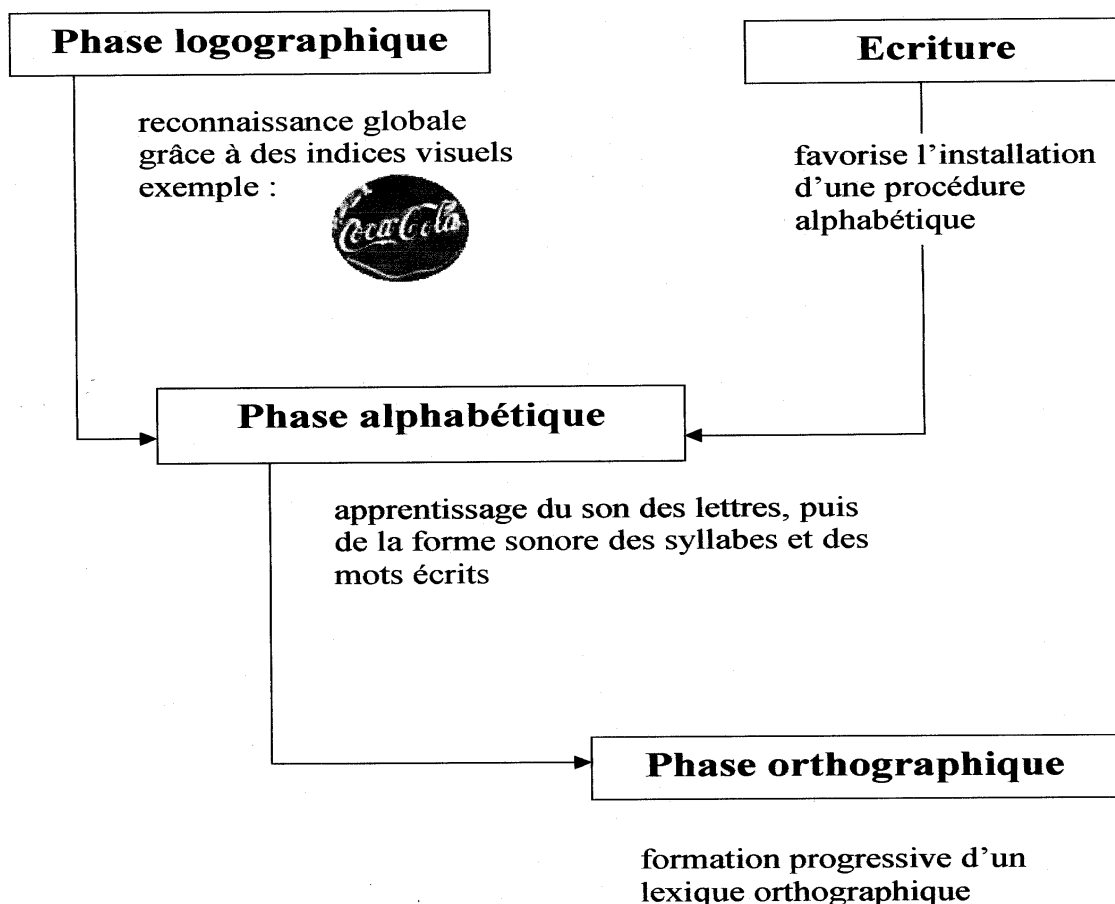 Phase logographique
Ecriture
reconnaissance globale
grâce à des indices visuels
exemple :
Coca Cola
favorise l’installation
d’une procédure
alphabétique
Phase alphabétique
apprentissage du son des lettres, puis
de la forme sonore des syllabes et des
mots écrits
Phase orthographique
formation progressive d’un
lexique orthographique